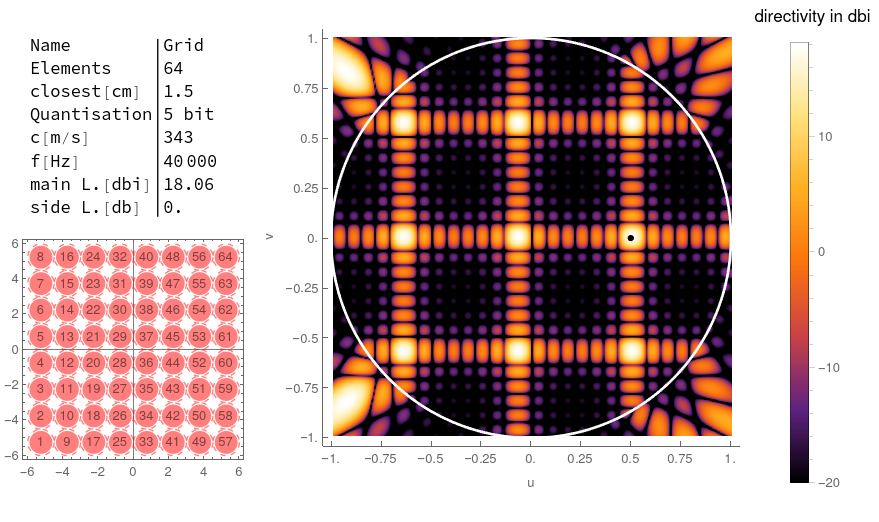 directivity in dbi
Name Grid
Elements 64
closest[cm] 1.5
Quantisation 5 bit
c[m/s] 343
f[Hz] 40 000
main L.[dbi] 18.06
side L.[db] 0.
6
4
2
0
−2
−4
−6
8 16 24 32 40 48 56 64
7 15 23 31 39 47 55 63
6 14 22 30 38 46 54 62
5 13 21 29 37 45 53 61
4 12 20 28 36 44 52 60
3 11 19 27 35 43 51 59
2 10 18 26 34 42 50 58
1 9 17 25 33 41 49 57
−6 −4 −2 0 2 4 6
v
1.
0.75
0.5
0.25
0.
−0.25
−0.5
−0.75
−1.
−1. −0.75 −0.5 −0.25 0. 0.25 0.5 0.75 1.
u
10
0
−10
−20